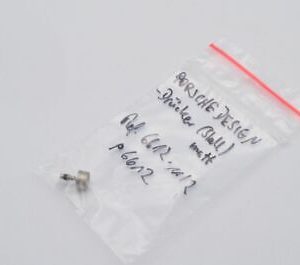 PORSCHE DESIGN
-Drücker (Stahl)
matt
Ref. 6612.
P6612